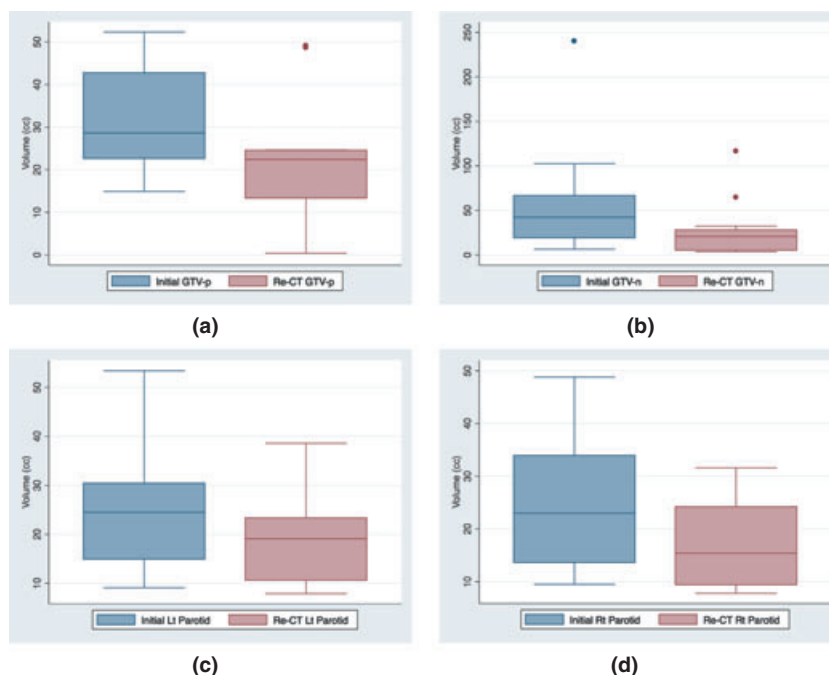 50
40
30
20
10
0
Volume (cc)
Initial GTV-p Re-CT GTV-p
(a)
250
200
150
100
50
0
Volume (cc)
Initial GTV-n Re-CT GTV-n
(b)
50
40
30
20
10
Volume (cc)
Initial Lt Parotid Re-CT Lt Parotid
(c)
50
40
30
20
10
Volume (cc)
Initial Rt Parotid Re-CT Rt Parotid
(d)